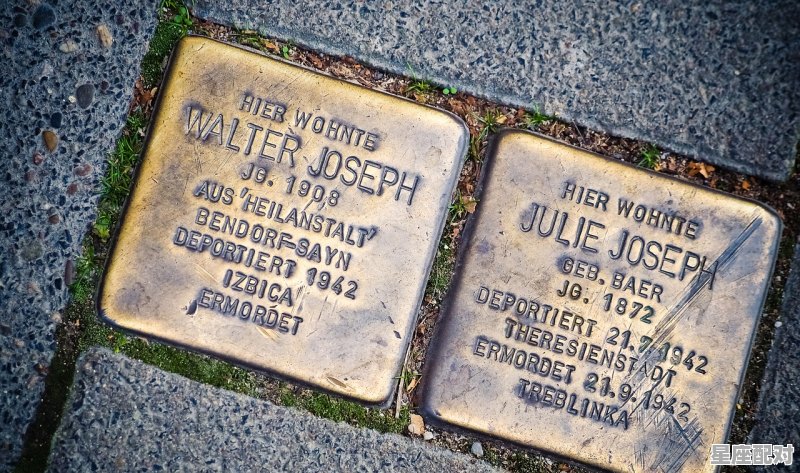 HIER WOHNTE
WALTER JOSEPH
JG. 1908
AUS 'HEILANSTALT'
BENDORF-SAYN
DEPORTIERT 1942
IZBICA
ERMORDET
HIER WOHNTE
JULIE JOSEPH
GEB. BAER
JG. 1872
DEPORTIERT 21.7.1942
THERESIENSTADT
ERMORDET 21.9.1942
TREBLINKA
星座配对